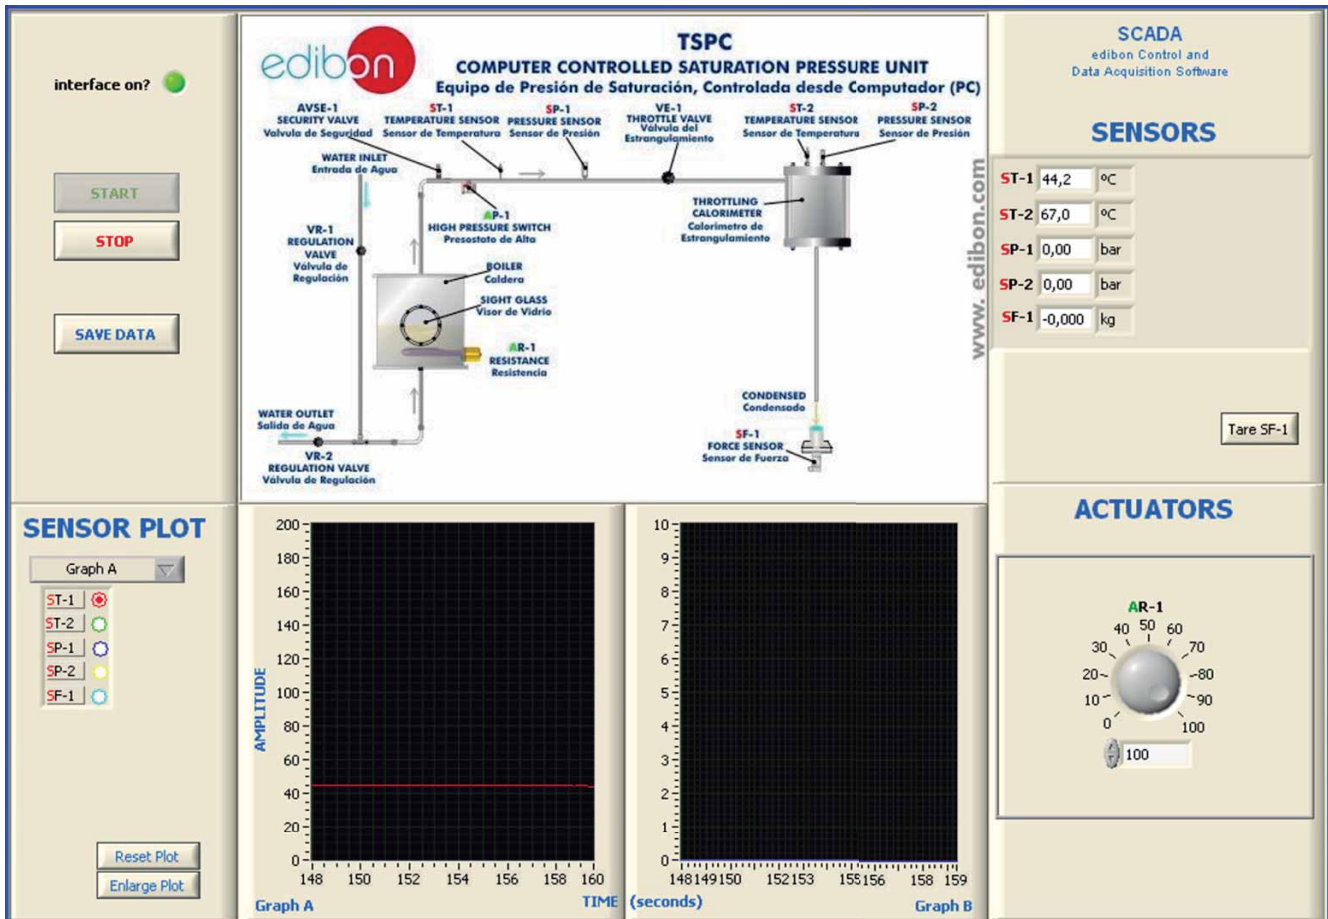 interface on?
START
STOP
SAVE DATA
edibon
TSPC
COMPUTER CONTROLLED SATURATION PRESSURE UNIT
Equipo de Presión de Saturación, Controlada desde Computador (PC)
AVSE-1
SECURITY VALVE
Valvula de Seguridad
ST-1
TEMPERATURE SENSOR
Sensor de Temperatura
SP-1
PRESSURE SENSOR
Sensor de Presión
VE-1
THROTTLE VALVE
Válvula del
Estrangulamiento
ST-2
TEMPERATURE SENSOR
Sensor de Temperatura
SP-2
PRESSURE SENSOR
Sensor de Presión
WATER INLET
Entrada de Agua
AP-1
HIGH PRESSURE SWITCH
Presostato de Alta
VR-1
REGULATION
VALVE
Válvula de
Regulación
THROTTLING
CALORIMETER
Calorimetro de
Estrangulamiento
BOILER
Caldera
SIGHT GLASS
Visor de Vidrio
AR-1
RESISTANCE
Resistencia
WATER OUTLET
Salida de Agua
VR-2
REGULATION VALVE
Válvula de Regulación
CONDENSED
Condensado
SF-1
FORCE SENSOR
Sensor de Fuerza
www. edibon.com
SCADA
edibon Control and
Data Acquisition Software
SENSORS
ST-1 44,2 ºC
ST-2 67,0 ºC
SP-1 0,00 bar
SP-2 0,00 bar
SF-1 -0,000 kg
Tare SF-1
SENSOR PLOT
Graph A
ST-1
ST-2
SP-1
SP-2
SF-1
Reset Plot
Enlarge Plot
AMPLITUDE
200
180
160
140
120
100
80
60
40
20
0
148 150 152 154 156 158 160
Graph A
TIME (seconds)
10
9
8
7
6
5
4
3
2
1
0
148 149 150 152 153 155 156 158 159
Graph B
ACTUATORS
AR-1
0 10 20 30 40 50 60 70 80 90 100
100